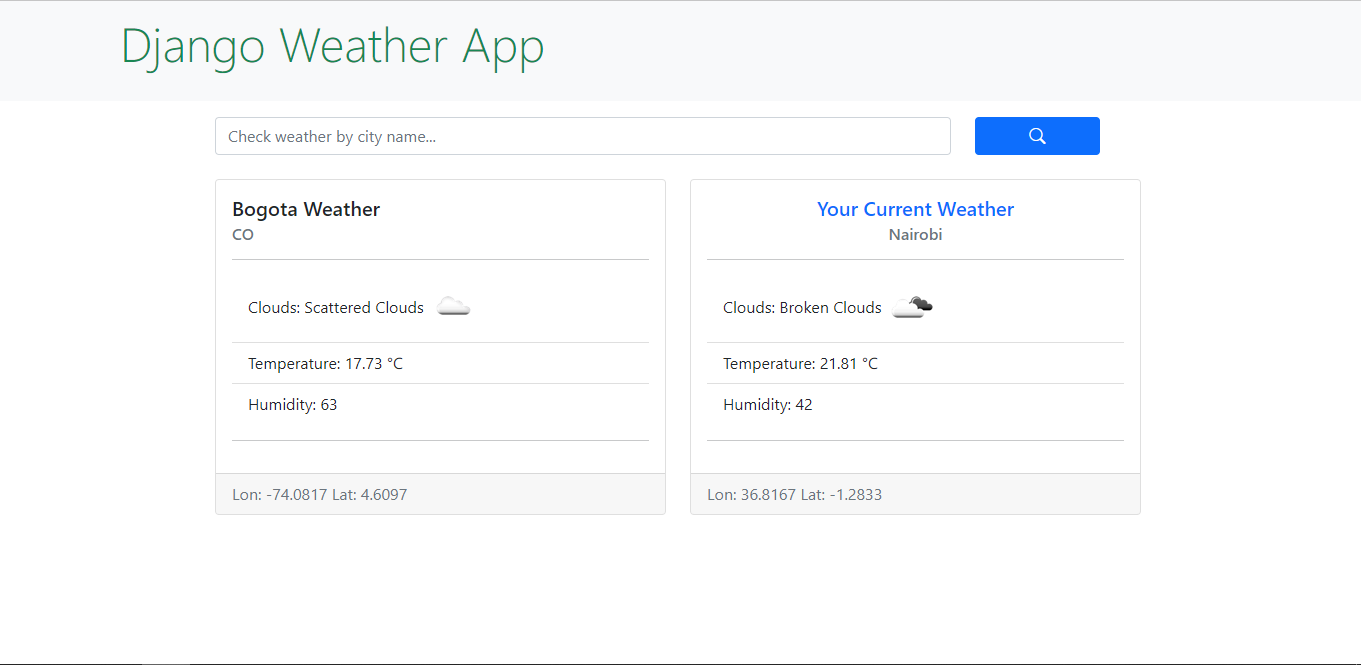 Django Weather App
Check weather by city name...
Bogota Weather
CO
Clouds: Scattered Clouds
Temperature: 17.73 °C
Humidity: 63
Lon: -74.0817 Lat: 4.6097
Your Current Weather
Nairobi
Clouds: Broken Clouds
Temperature: 21.81 °C
Humidity: 42
Lon: 36.8167 Lat: -1.2833